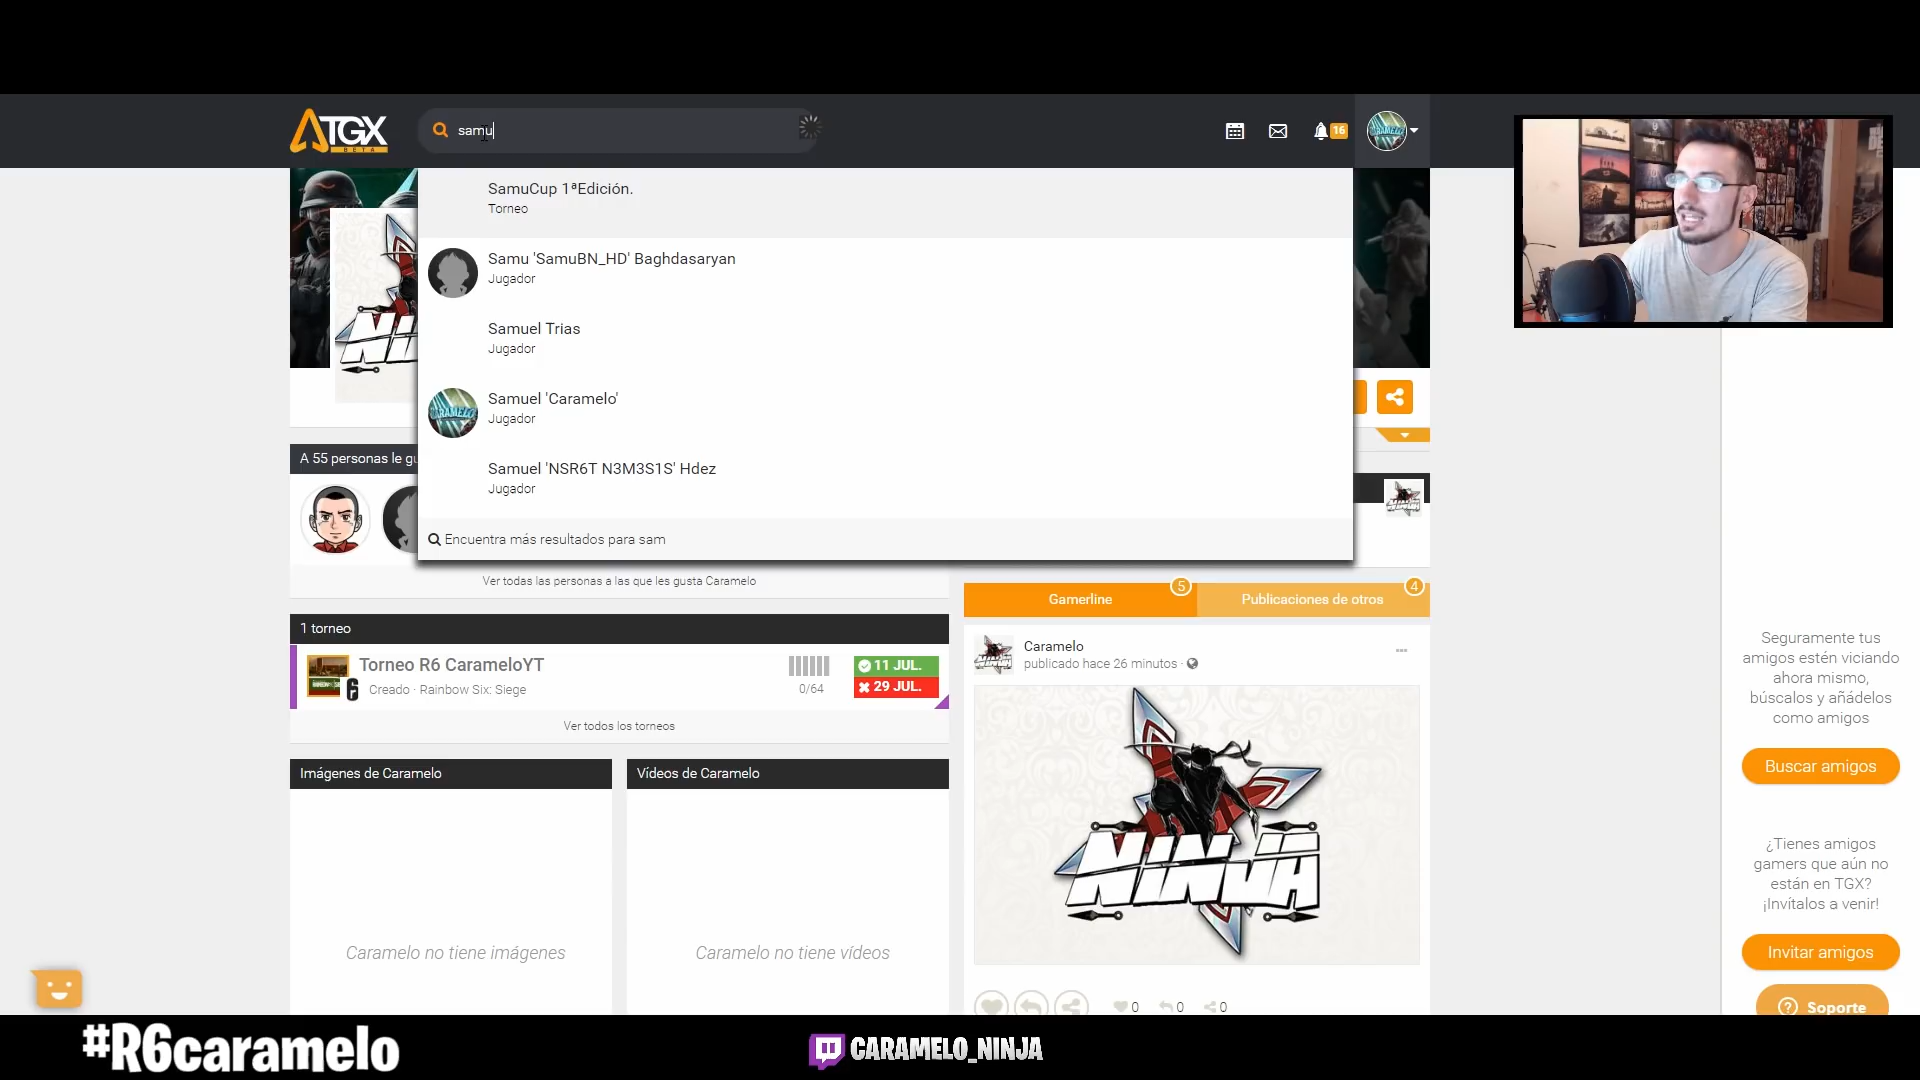 TGX
BETA
samu
16
SamuCup 1ªEdición.
Torneo
Samu 'SamuBN_HD' Baghdasaryan
Jugador
Samuel Trias
Jugador
CARAMELO
Samuel 'Caramelo'
Jugador
Samuel 'NSR6T N3M3S1S' Hdez
Jugador
Encuentra más resultados para sam
A 55 personas le gu
Ver todas las personas a las que les gusta Caramelo
1 torneo
Torneo R6 CarameloYT
Creado · Rainbow Six: Siege
0/64
11 JUL.
29 JUL.
Ver todos los torneos
Imágenes de Caramelo
Vídeos de Caramelo
Caramelo no tiene imágenes
Caramelo no tiene vídeos
Gamerline
5
Publicaciones de otros
4
Caramelo
publicado hace 26 minutos ·
NINJA
0
0
0
Seguramente tus
amigos estén viciando
ahora mismo,
búscalos y añádelos
como amigos
Buscar amigos
¿Tienes amigos
gamers que aún no
están en TGX?
¡Invítalos a venir!
Invitar amigos
Soporte
#R6caramelo
CARAMELO_NINJA